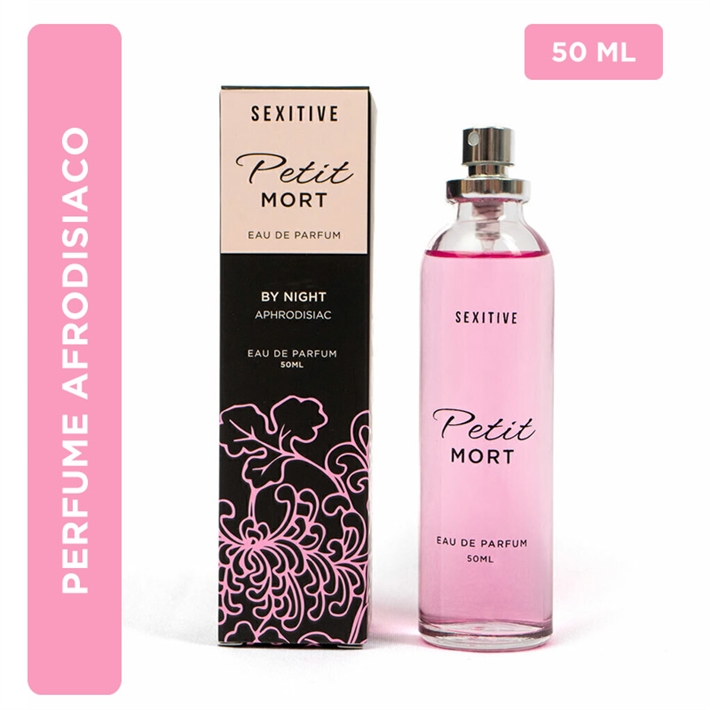 PERFUME AFRODISIACO
50 ML
SEXITIVE
Petit
MORT
EAU DE PARFUM
BY NIGHT
APHRODISIAC
EAU DE PARFUM
50ML
SEXITIVE
Petit
MORT
EAU DE PARFUM
50ML